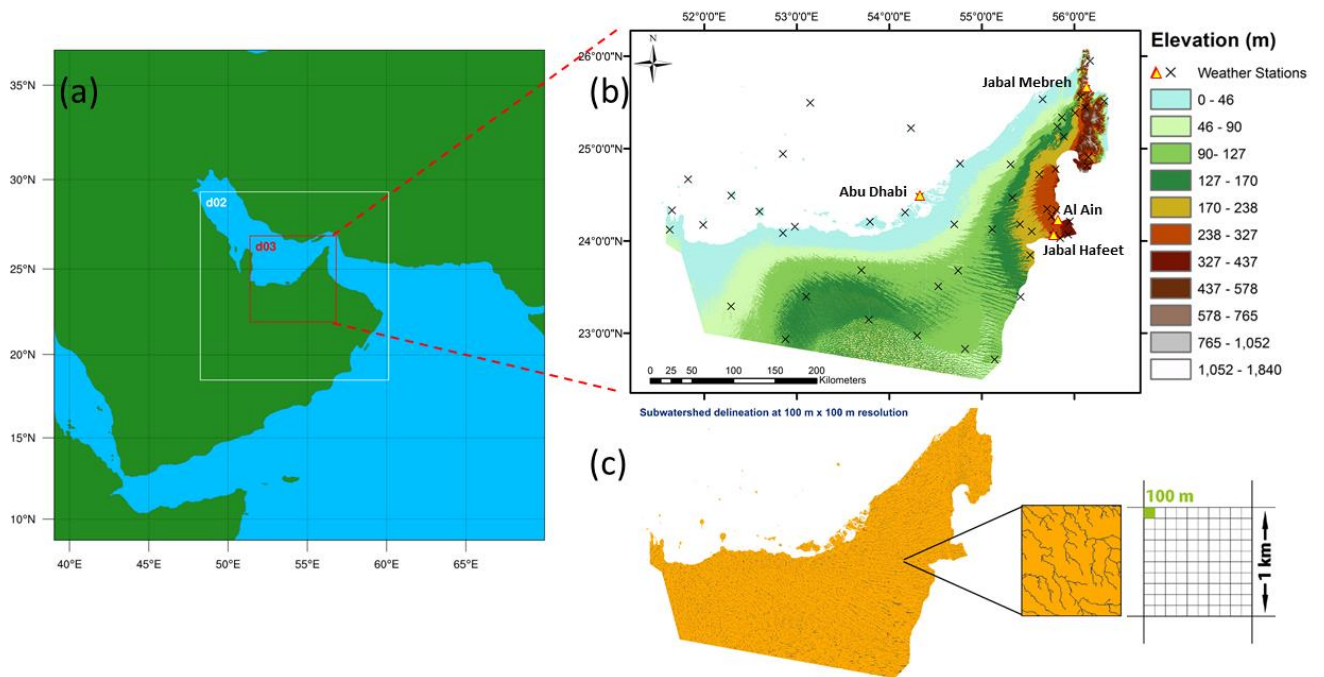 (a)
35°N
30°N
25°N
20°N
15°N
10°N
40°E
45°E
50°E
55°E
60°E
65°E
d02
d03
(b)
52°0'0"E
53°0'0"E
54°0'0"E
55°0'0"E
56°0'0"E
26°0'0"N
25°0'0"N
24°0'0"N
23°0'0"N
N
Jabal Mebreh
Abu Dhabi
Al Ain
Jabal Hafeet
0 25 50 100 150 200
Kilometers
Elevation (m)
Weather Stations
0 - 46
46 - 90
90- 127
127 - 170
170 - 238
238 - 327
327 - 437
437 - 578
578 - 765
765 - 1,052
1,052 - 1,840
Subwatershed delineation at 100 m x 100 m resolution
(c)
100 m
1 km